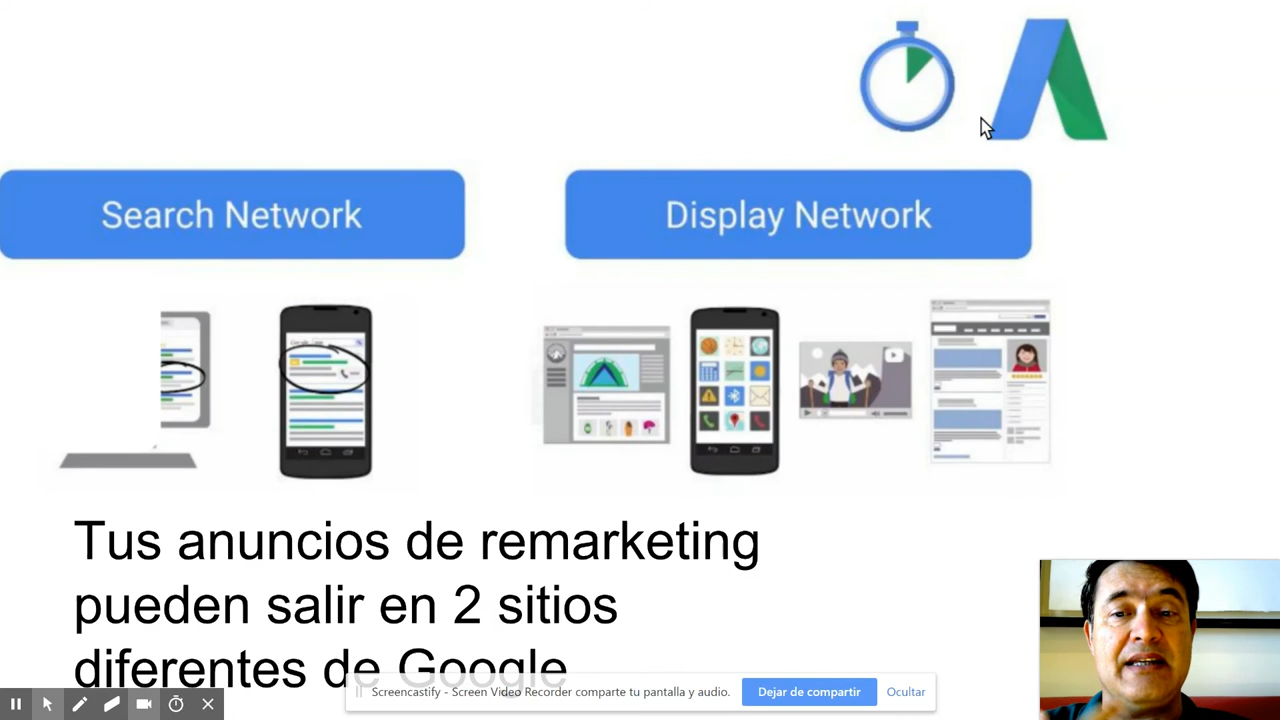 Search Network
Display Network
Tus anuncios de remarketing
pueden salir en 2 sitios
diferentes de Google
Screencastify - Screen Video Recorder comparte tu pantalla y audio.
Dejar de compartir
Ocultar